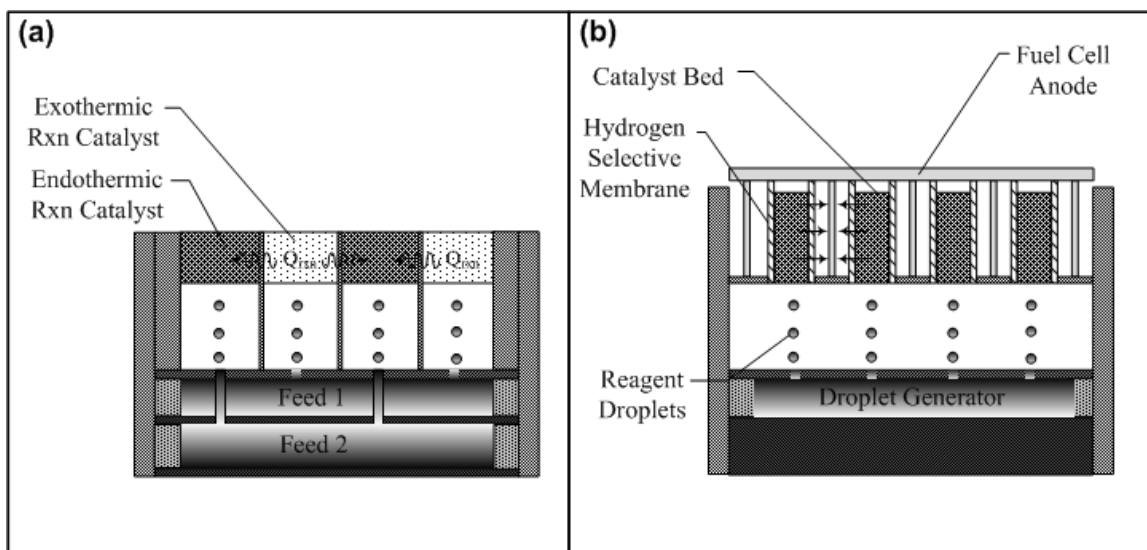 (a)
Exothermic
Rxn Catalyst
Endothermic
Rxn Catalyst
Feed 1
Feed 2
(b)
Fuel Cell
Anode
Catalyst Bed
Hydrogen
Selective
Membrane
Reagent
Droplets
Droplet Generator